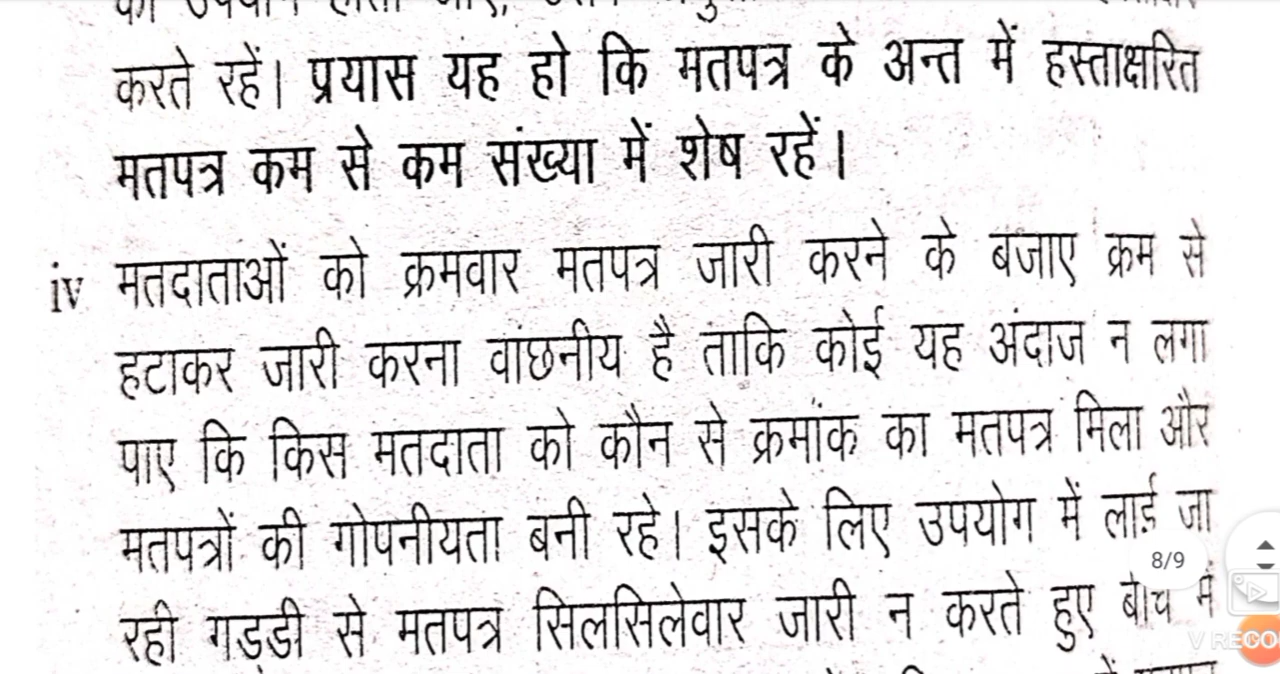 करते रहें। प्रयास यह हो कि मतपत्र के अन्त में हस्ताक्षरित
मतपत्र कम से कम संख्या में शेष रहें।
iv मतदाताओं को क्रमवार मतपत्र जारी करने के बजाए क्रम से
हटाकर जारी करना वांछनीय है ताकि कोई यह अंदाज न लगा
पाए कि किस मतदाता को कौन से क्रमांक का मतपत्र मिला और
मतपत्रों की गोपनीयता बनी रहे। इसके लिए उपयोग में लाई जा
8/9
रही गड्डी से मतपत्र सिलसिलेवार जारी न करते हुए बीच में
V RECO